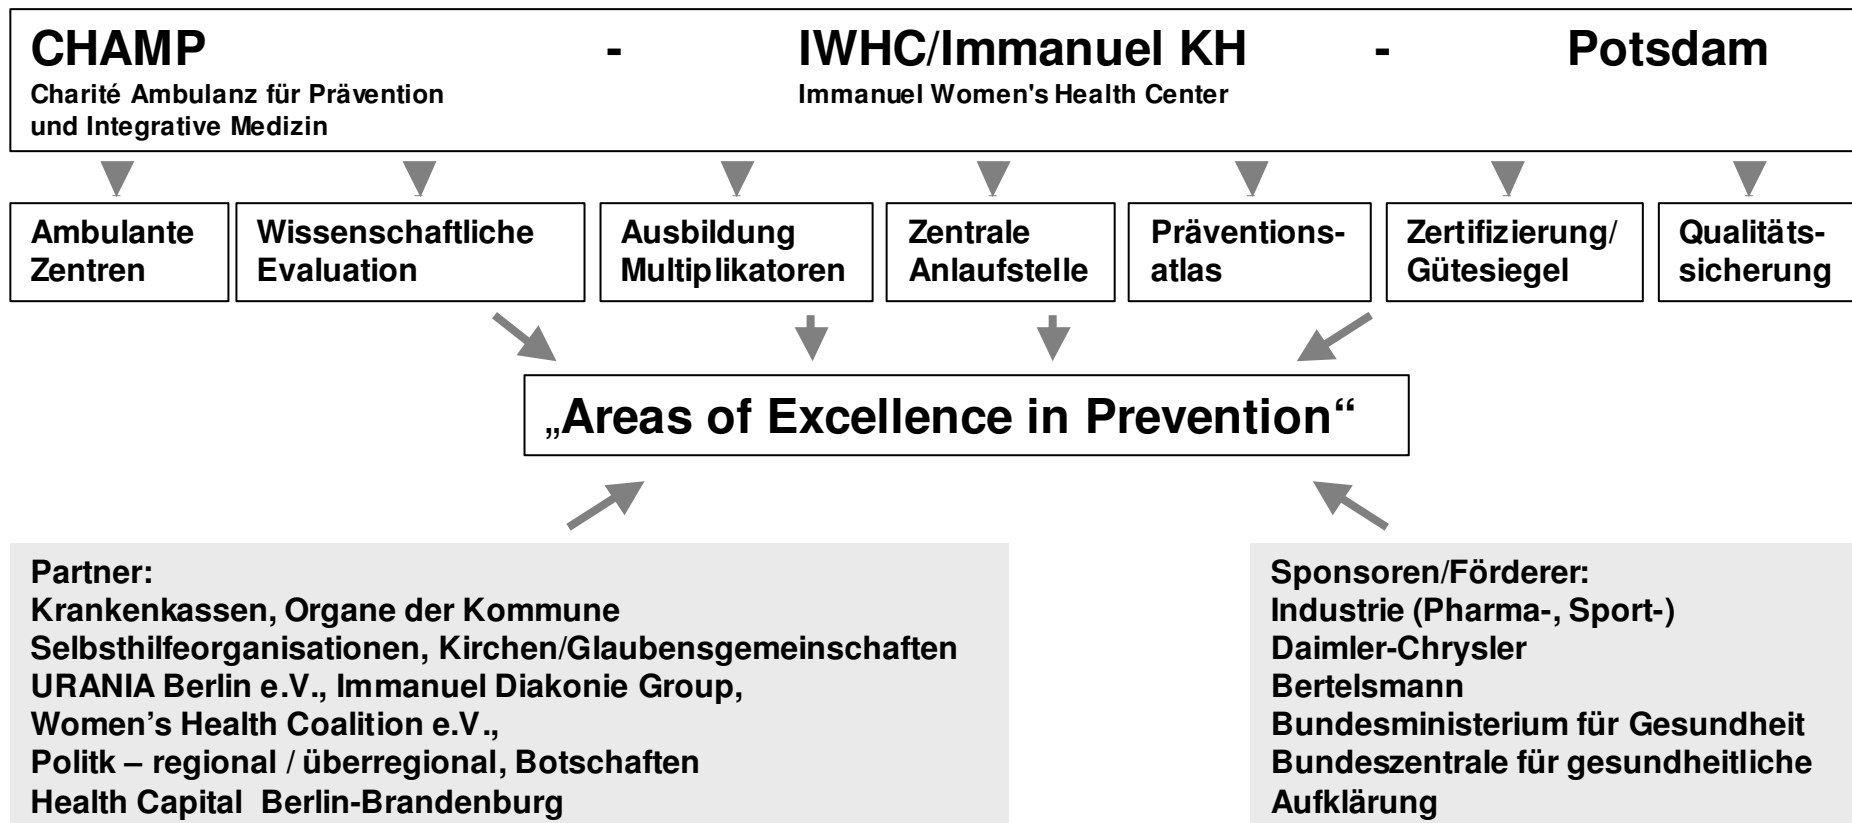 CHAMP - IWHC/Immanuel KH - Potsdam
Charité Ambulanz für Prävention
und Integrative Medizin
Immanuel Women's Health Center
Ambulante
Zentren
Wissenschaftliche
Evaluation
Ausbildung
Multiplikatoren
Zentrale
Anlaufstelle
Präventions-
atlas
Zertifizierung/
Gütesiegel
Qualitäts-
sicherung
„Areas of Excellence in Prevention“
Partner:
Krankenkassen, Organe der Kommune
Selbsthilfeorganisationen, Kirchen/Glaubensgemeinschaften
URANIA Berlin e.V., Immanuel Diakonie Group,
Women’s Health Coalition e.V.,
Politk – regional / überregional, Botschaften
Health Capital  Berlin-Brandenburg
Sponsoren/Förderer:
Industrie (Pharma-, Sport-)
Daimler-Chrysler
Bertelsmann
Bundesministerium für Gesundheit
Bundeszentrale für gesundheitliche
Aufklärung